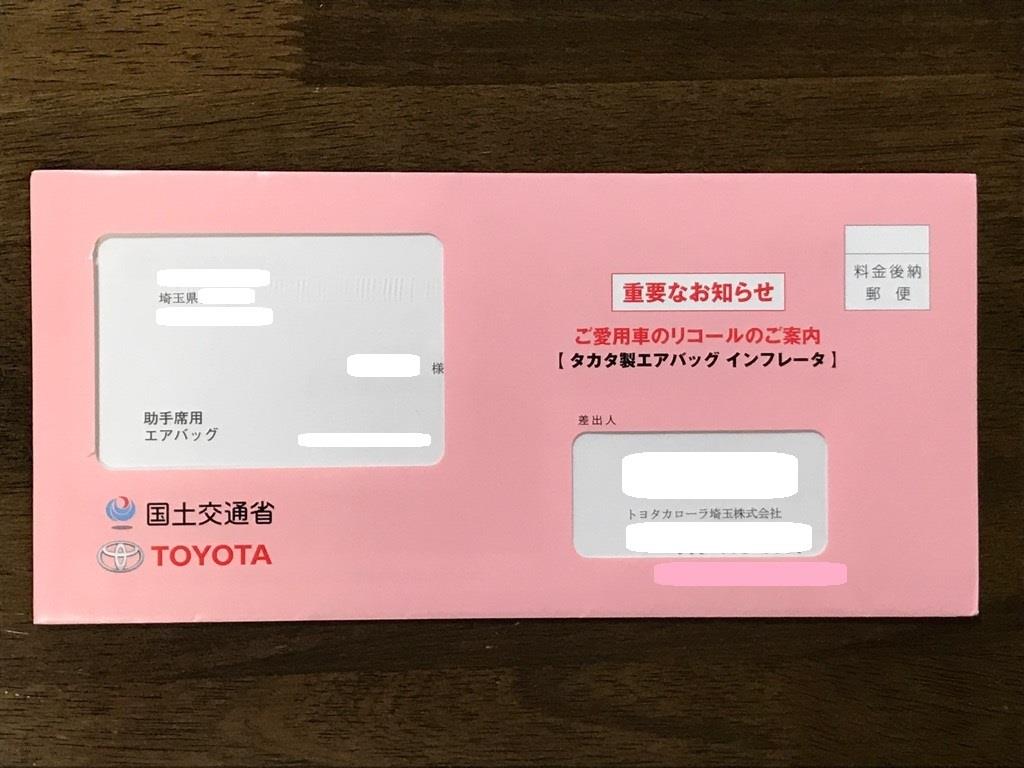 埼玉県
様
助手席用
エアバッグ
国土交通省
TOYOTA
料金後納
郵便
重要なお知らせ
ご愛用車のリコールのご案内
【タカタ製エアバッグ インフレータ】
差出人
トヨタカローラ埼玉株式会社